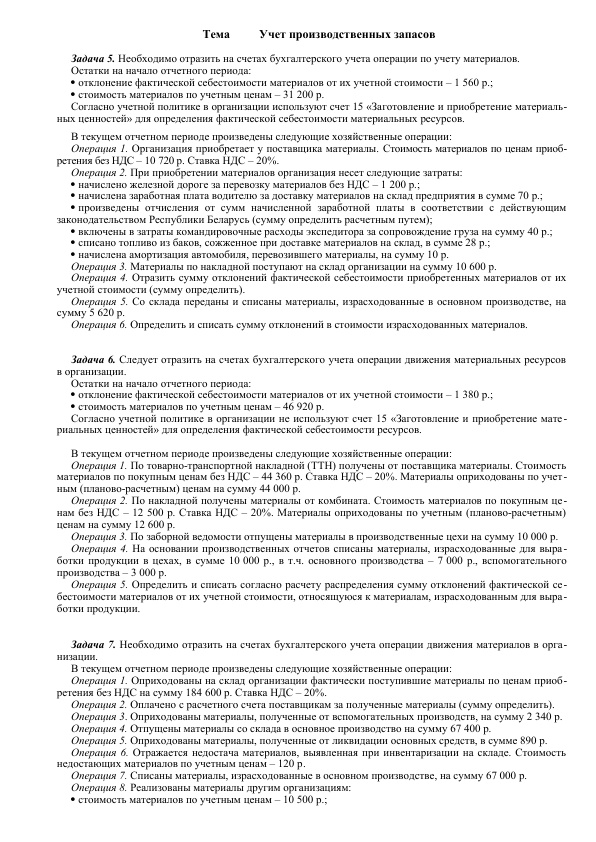 Тема Учет производственных запасов
Задача 5. Необходимо отразить на счетах бухгалтерского учета операции по учету материалов.
Остатки на начало отчетного периода:
• отклонение фактической себестоимости материалов от их учетной стоимости – 1 560 р.;
• стоимость материалов по учетным ценам – 31 200 р.
Согласно учетной политике в организации используют счет 15 «Заготовление и приобретение материаль-
ных ценностей» для определения фактической себестоимости материальных ресурсов.
В текущем отчетном периоде произведены следующие хозяйственные операции:
Операция 1. Организация приобретает у поставщика материалы. Стоимость материалов по ценам приоб-
ретения без НДС – 10 720 р. Ставка НДС – 20%.
Операция 2. При приобретении материалов организация несет следующие затраты:
• начислено железной дороге за перевозку материалов без НДС – 1 200 р.;
• начислена заработная плата водителю за доставку материалов на склад предприятия в сумме 70 р.;
• произведены отчисления от сумм начисленной заработной платы в соответствии с действующим
законодательством Республики Беларусь (сумму определить расчетным путем);
• включены в затраты командировочные расходы экспедитора за сопровождение груза на сумму 40 р.;
• списано топливо из баков, сожженное при доставке материалов на склад, в сумме 28 р.;
• начислена амортизация автомобиля, перевозившего материалы, на сумму 10 р.
Операция 3. Материалы по накладной поступают на склад организации на сумму 10 600 р.
Операция 4. Отразить сумму отклонений фактической себестоимости приобретенных материалов от их
учетной стоимости (сумму определить).
Операция 5. Со склада переданы и списаны материалы, израсходованные в основном производстве, на
сумму 5 620 р.
Операция 6. Определить и списать сумму отклонений в стоимости израсходованных материалов.
Задача 6. Следует отразить на счетах бухгалтерского учета операции движения материальных ресурсов
в организации.
Остатки на начало отчетного периода:
• отклонение фактической себестоимости материалов от их учетной стоимости – 1 380 р.;
• стоимость материалов по учетным ценам – 46 920 р.
Согласно учетной политике в организации не используют счет 15 «Заготовление и приобретение мате-
риальных ценностей» для определения фактической себестоимости ресурсов.
В текущем отчетном периоде произведены следующие хозяйственные операции:
Операция 1. По товарно-транспортной накладной (ТТН) получены от поставщика материалы. Стоимость
материалов по покупным ценам без НДС – 44 360 р. Ставка НДС – 20%. Материалы оприходованы по учет-
ным (планово-расчетным) ценам на сумму 44 000 р.
Операция 2. По накладной получены материалы от комбината. Стоимость материалов по покупным це-
нам без НДС – 12 500 р. Ставка НДС – 20%. Материалы оприходованы по учетным (планово-расчетным)
ценам на сумму 12 600 р.
Операция 3. По заборной ведомости отпущены материалы в производственные цехи на сумму 10 000 р.
Операция 4. На основании производственных отчетов списаны материалы, израсходованные для выра-
ботки продукции в цехах, в сумме 10 000 р., в т.ч. основного производства – 7 000 р., вспомогательного
производства – 3 000 р.
Операция 5. Определить и списать согласно расчету распределения сумму отклонений фактической се-
бестоимости материалов от их учетной стоимости, относящуюся к материалам, израсходованным для выра-
ботки продукции.
Задача 7. Необходимо отразить на счетах бухгалтерского учета операции движения материалов в орга-
низации.
В текущем отчетном периоде произведены следующие хозяйственные операции:
Операция 1. Оприходованы на склад организации фактически поступившие материалы по ценам приоб-
ретения без НДС на сумму 184 600 р. Ставка НДС – 20%.
Операция 2. Оплачено с расчетного счета поставщикам за полученные материалы (сумму определить).
Операция 3. Оприходованы материалы, полученные от вспомогательных производств, на сумму 2 340 р.
Операция 4. Отпущены материалы со склада в основное производство на сумму 67 400 р.
Операция 5. Оприходованы материалы, полученные от ликвидации основных средств, в сумме 890 р.
Операция 6. Отражается недостача материалов, выявленная при инвентаризации на складе. Стоимость
недостающих материалов по учетным ценам – 120 р.
Операция 7. Списаны материалы, израсходованные в основном производстве, на сумму 67 000 р.
Операция 8. Реализованы материалы другим организациям:
• стоимость материалов по учетным ценам – 10 500 р.;